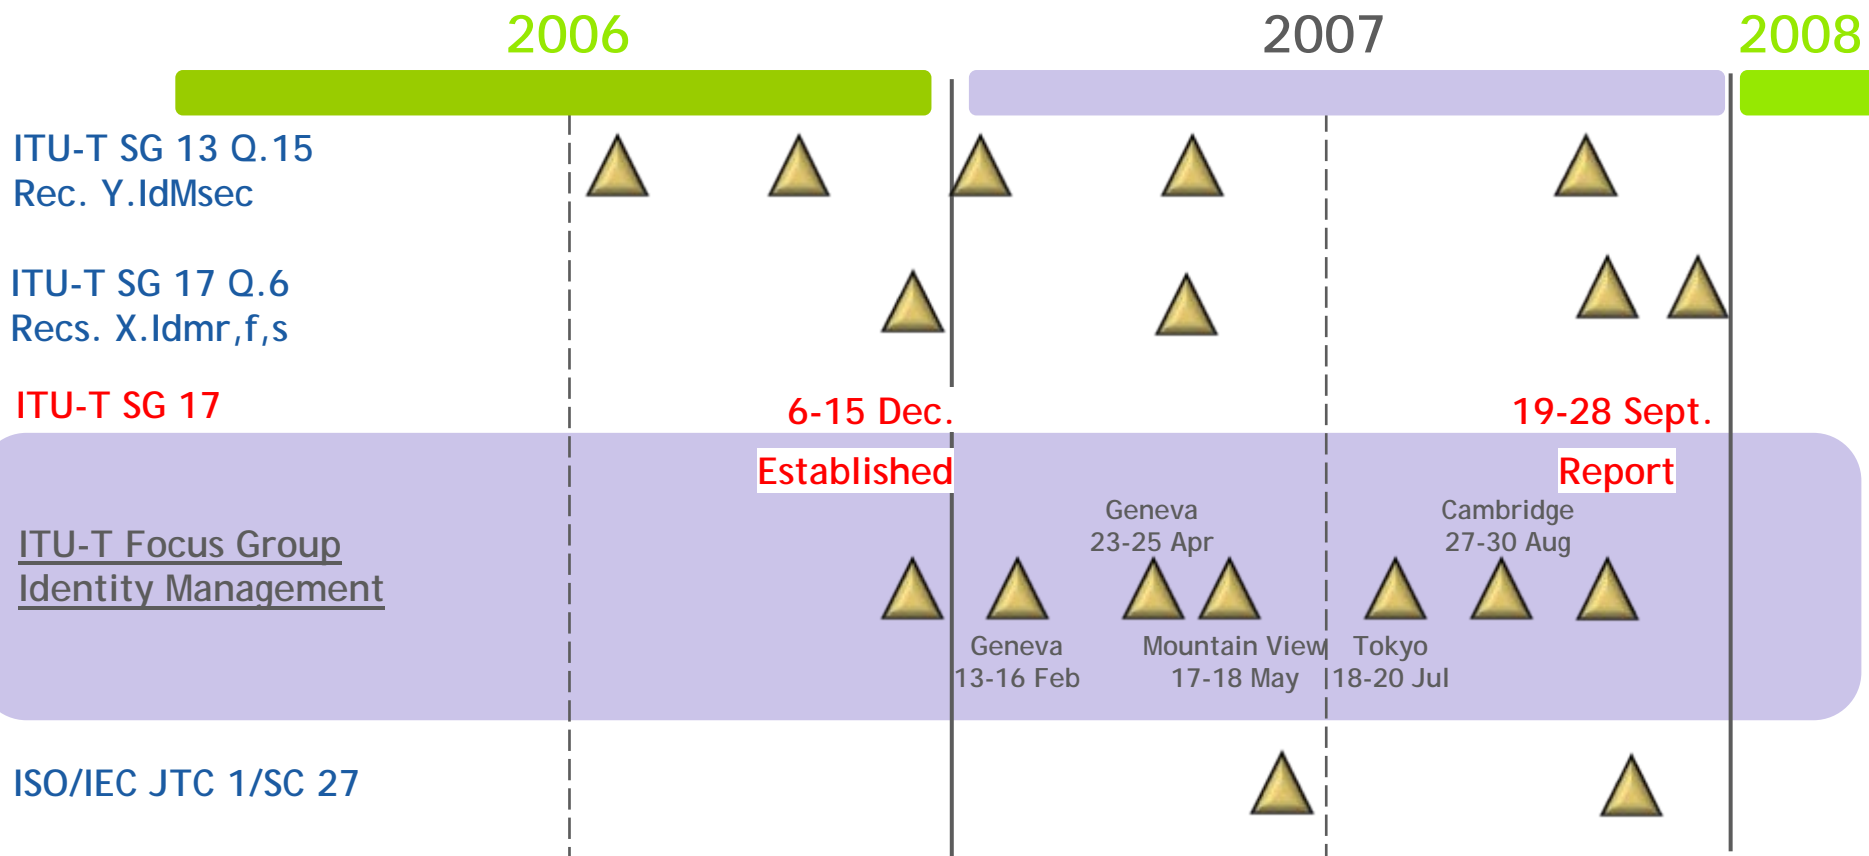 2006
2007
2008
ITU-T SG 13 Q.15
Rec. Y.IdMsec
ITU-T SG 17 Q.6
Recs. X.Idmr,f,s
ITU-T SG 17
6-15 Dec.
19-28 Sept.
Established
Report
Geneva
23-25 Apr
Cambridge
27-30 Aug
ITU-T Focus Group
Identity Management
Geneva
13-16 Feb
Mountain View
17-18 May
Tokyo
18-20 Jul
ISO/IEC JTC 1/SC 27